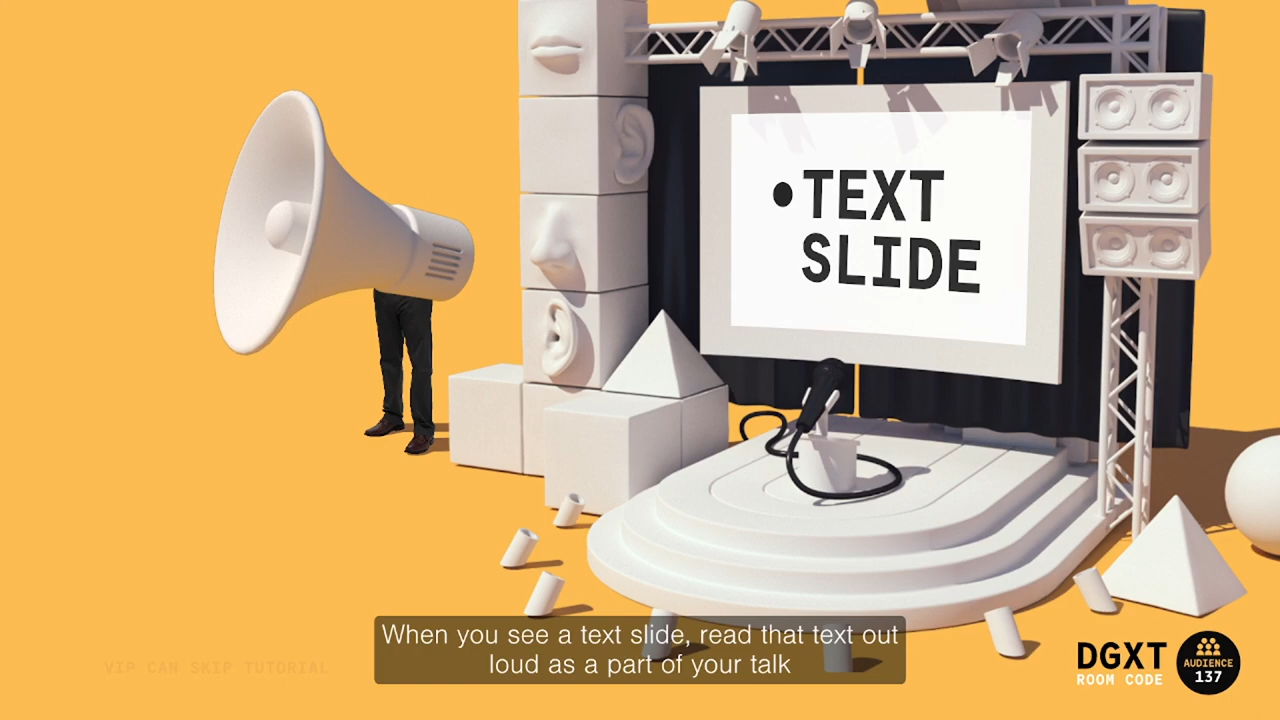 • TEXT
SLIDE
When you see a text slide, read that text out
loud as a part of your talk
VIP CAN SKIP TUTORIAL
DGXT
ROOM CODE
AUDIENCE
137